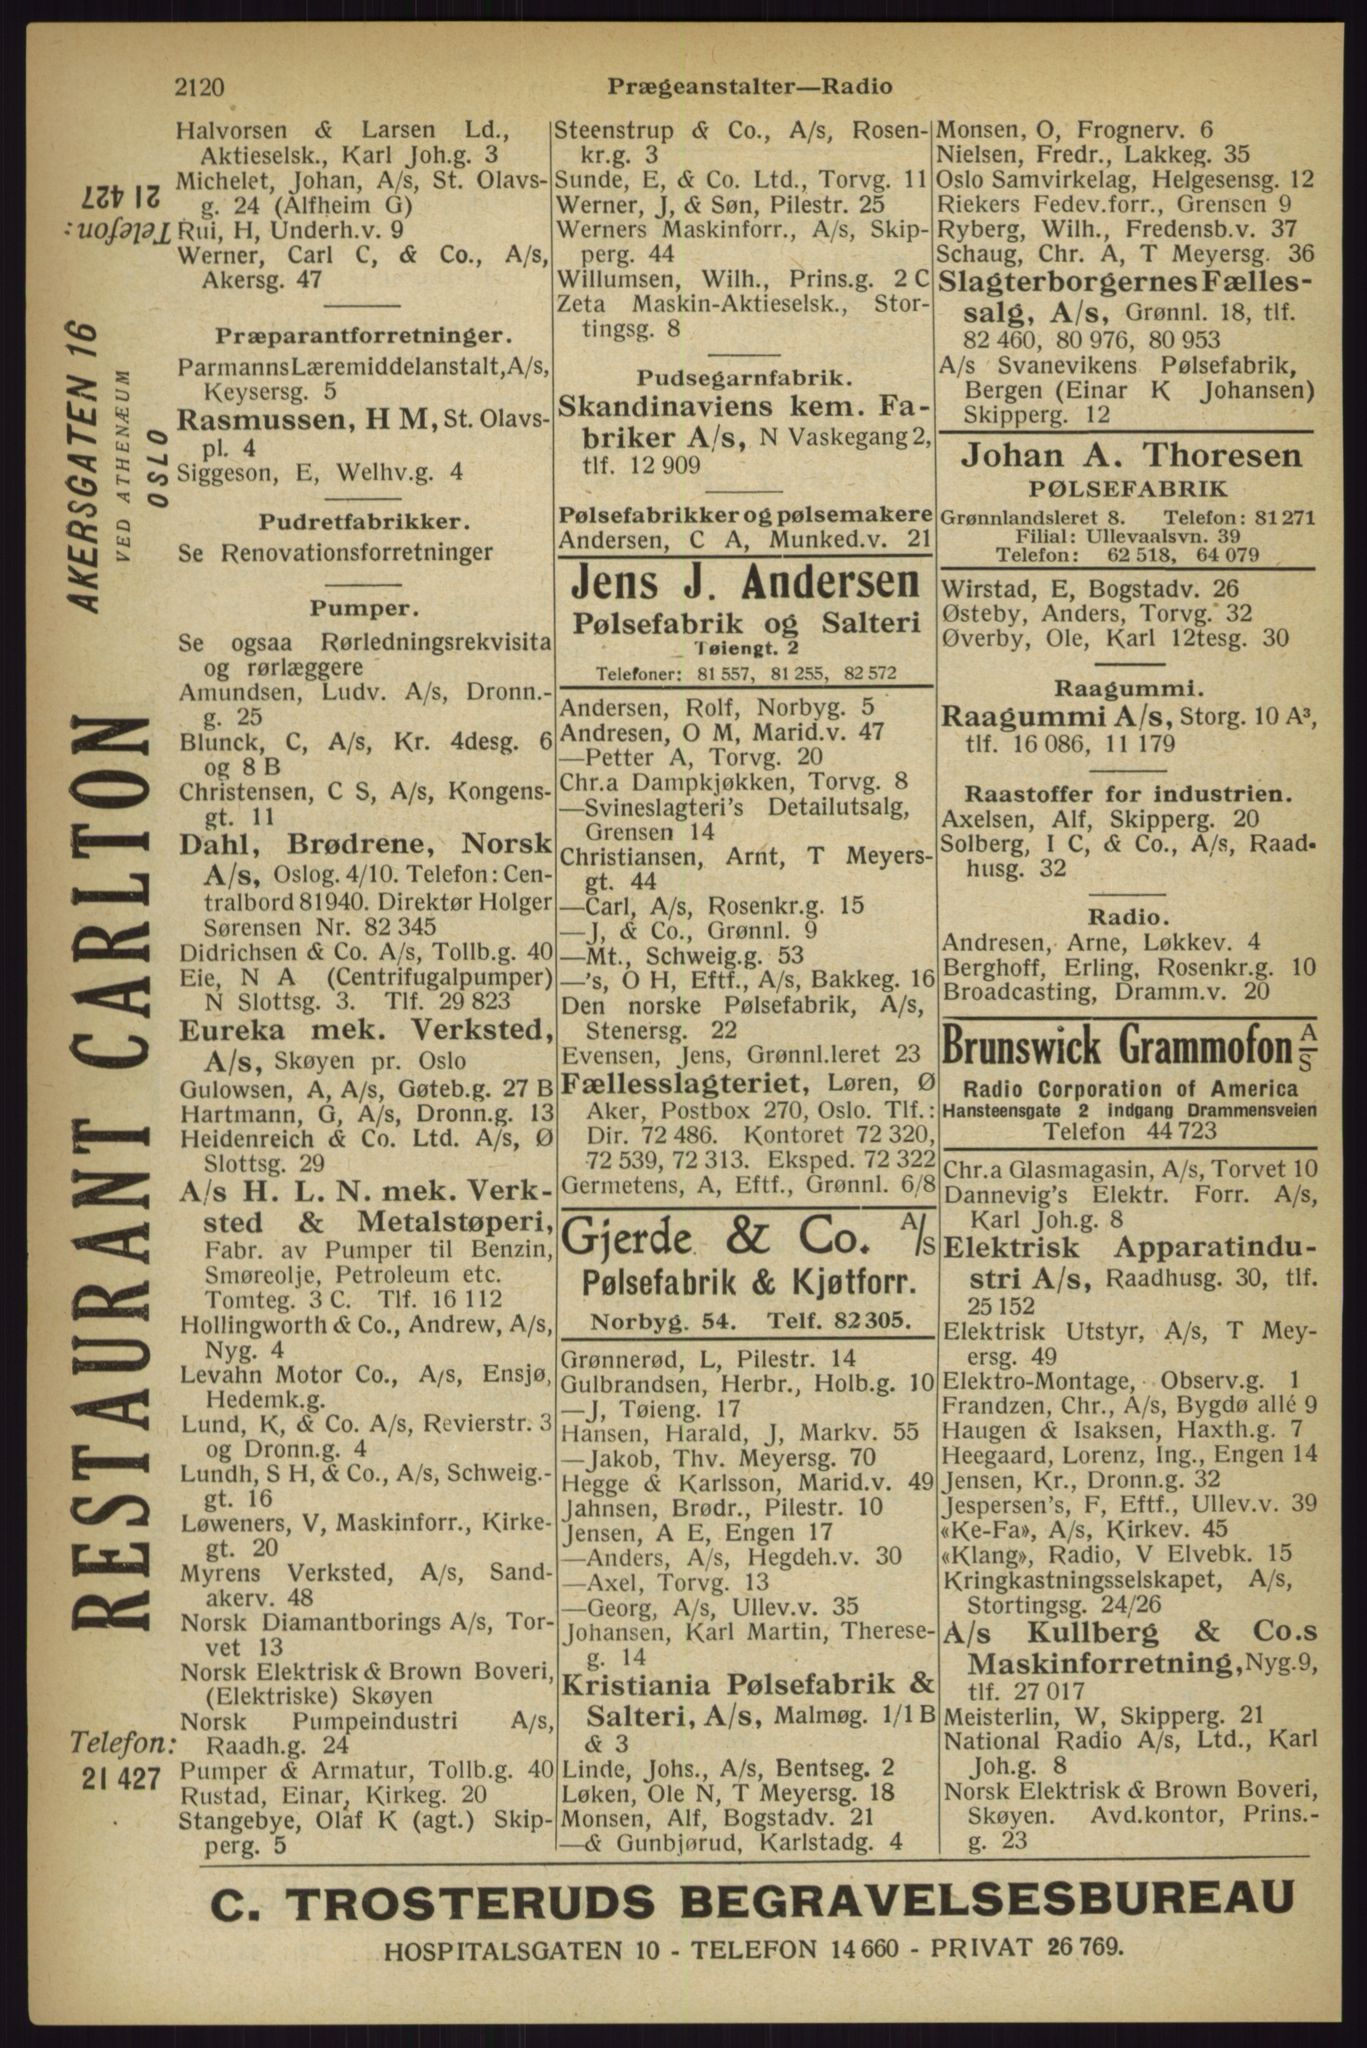 2120
Prægeanstalter—Radio
Halvorsen & Larsen Ld.,
Aktieselsk., Karl Joh.g. 3
Michelet, Johan, A/s, St. Olavs-
g. 24 (Alfheim G)
Rui, H, Underh.v. 9
Werner, Carl C, & Co., A/s,
Akersg. 47
Præparantforretninger.
Parmanns Læremiddelanstalt, A/s,
Keysersg. 5
Rasmussen, H M, St. Olavs-
pl. 4
Siggeson, E, Welhv.g. 4
Pudretfabrikker.
Se Renovationsforretninger
Pumper.
Se ogsaa Rørledningsrekvisita
og rørlæggere
Amundsen, Ludv. A/s, Dronn.-
g. 25
Blunck, C, A/s, Kr. 4desg. 6
og 8 B
Christensen, C S, A/s, Kongens-
gt. 11
Dahl, Brødrene, Norsk
A/s, Oslog. 4/10. Telefon: Cen-
tralbord 81940. Direktør Holger
Sørensen Nr. 82 345
Didrichsen & Co. A/s, Tollb.g. 40
Eie, N A (Centrifugalpumper)
N Slottsg. 3. Tlf. 29 823
Eureka mek. Verksted,
A/s, Skøyen pr. Oslo
Gulowsen, A, A/s, Gøteb.g. 27 B
Hartmann, G, A/s, Dronn.g. 13
Heidenreich & Co. Ltd. A/s, Ø
Slottsg. 29
A/s H. L. N. mek. Verk-
sted & Metalstøperi,
Fabr. av Pumper til Benzin,
Smøreolje, Petroleum etc.
Tomteg. 3 C. Tlf. 16 112
Hollingworth & Co., Andrew, A/s,
Nyg. 4
Levahn Motor Co., A/s, Ensjø,
Hedemk.g.
Lund, K, & Co. A/s, Revierstr. 3
og Dronn.g. 4
Lundh, S H, & Co., A/s, Schweig.-
gt. 16
Løweners, V, Maskinforr., Kirke-
gt. 20
Myrens Verksted, A/s, Sand-
akerv. 48
Norsk Diamantborings A/s, Tor-
vet 13
Norsk Elektrisk & Brown Boveri,
(Elektriske) Skøyen
Norsk Pumpeindustri A/s,
Raadh.g. 24
Pumper & Armatur, Tollb.g. 40
Rustad, Einar, Kirkeg. 20
Stangebye, Olaf K (agt.) Skip-
perg. 5
Steenstrup & Co., A/s, Rosen-
kr.g. 3
Sunde, E, & Co. Ltd., Torvg. 11
Werner, J, & Søn, Pilestr. 25
Werners Maskinforr., A/s, Skip-
perg. 44
Willumsen, Wilh., Prins.g. 2 C
Zeta Maskin-Aktieselsk., Stor-
tingsg. 8
Pudsegarnfabrik.
Skandinaviens kem. Fa-
briker A/s, N Vaskegang 2,
tlf. 12 909
Pølsefabrikker og pølsemakere
Andersen, C A, Munked.v. 21
Jens J. Andersen
Pølsefabrik og Salteri
Tøiengt. 2
Telefoner: 81 557, 81 255, 82 572
Andersen, Rolf, Norbyg. 5
Andresen, O M, Marid.v. 47
—Petter A, Torvg. 20
Chr.a Dampkjøkken, Torvg. 8
—Svineslagteri's Detailutsalg,
Grensen 14
Christiansen, Arnt, T Meyers-
gt. 44
—Carl, A/s, Rosenkr.g. 15
—J, & Co., Grønnl. 9
—Mt., Schweig.g. 53
—'s, O H, Eftf., A/s, Bakkeg. 16
Den norske Pølsefabrik, A/s,
Stenersg. 22
Evensen, Jens, Grønnl.leret 23
Fællesslagteriet, Løren, Ø
Aker, Postbox 270, Oslo. Tlf.:
Dir. 72 486. Kontoret 72 320,
72 539, 72 313. Eksped. 72 322
Germetens, A, Eftf., Grønnl. 6/8
Gjerde & Co. A/s
Pølsefabrik & Kjøtforr.
Norbyg. 54. Telf. 82 305.
Grønnerød, L, Pilestr. 14
Gulbrandsen, Herbr., Holb.g. 10
—J, Tøieng. 17
Hansen, Harald, J, Markv. 55
—Jakob, Thv. Meyersg. 70
Hegge & Karlsson, Marid.v. 49
Jahnsen, Brødr., Pilestr. 10
Jensen, A E, Engen 17
—Anders, A/s, Hegdeh.v. 30
—Axel, Torvg. 13
—Georg, A/s, Ullev.v. 35
Johansen, Karl Martin, Therese-
g. 14
Kristiania Pølsefabrik &
Salteri, A/s, Malmøg. 1/1 B
& 3
Linde, Johs., A/s, Bentseg. 2
Løken, Ole N, T Meyersg. 18
Monsen, Alf, Bogstadv. 21
—& Gunbjørud, Karlstadg. 4
Monsen, O, Frognerv. 6
Nielsen, Fredr., Lakkeg. 35
Oslo Samvirkelag, Helgesensg. 12
Riekers Fedev.forr., Grensen 9
Ryberg, Wilh., Fredensb.v. 37
Schaug, Chr. A, T Meyersg. 36
Slagterborgernes Fælles-
salg, A/s, Grønnl. 18, tlf.
82 460, 80 976, 80 953
A/s Svanevikens Pølsefabrik,
Bergen (Einar K Johansen)
Skipperg. 12
Johan A. Thoresen
PØLSEFABRIK
Grønnlandsleret 8. Telefon: 81 271
Filial: Ullevaalsvn. 39
Telefon: 62 518, 64 079
Wirstad, E, Bogstadv. 26
Østeby, Anders, Torvg. 32
Øverby, Ole, Karl 12tesg. 30
Raagummi.
Raagummi A/s, Storg. 10 A³,
tlf. 16 086, 11 179
Raastoffer for industrien.
Axelsen, Alf, Skipperg. 20
Solberg, I C, & Co., A/s, Raad-
husg. 32
Radio.
Andresen, Arne, Løkkev. 4
Berghoff, Erling, Rosenkr.g. 10
Broadcasting, Dramm.v. 20
Brunswick Grammofon A/S
Radio Corporation of America
Hansteensgate 2 indgang Drammensveien
Telefon 44 723
Chr.a Glasmagasin, A/s, Torvet 10
Dannevig's Elektr. Forr. A/s,
Karl Joh.g. 8
Elektrisk Apparatindu-
stri A/s, Raadhusg. 30, tlf.
25 152
Elektrisk Utstyr, A/s, T Mey-
ersg. 49
Elektro-Montage, Observ.g. 1
Frandzen, Chr., A/s, Bygdø allé 9
Haugen & Isaksen, Haxth.g. 7
Heegaard, Lorenz, Ing., Engen 14
Jensen, Kr., Dronn.g. 32
Jespersen's, F, Eftf., Ullev.v. 39
«Ke-Fa», A/s, Kirkev. 45
«Klang», Radio, V Elvebk. 15
Kringkastningsselskapet, A/s,
Stortingsg. 24/26
A/s Kullberg & Co.s
Maskinforretning, Nyg. 9,
tlf. 27 017
Meisterlin, W, Skipperg. 21
National Radio A/s, Ltd., Karl
Joh.g. 8
Norsk Elektrisk & Brown Boveri,
Skøyen. Avd.kontor, Prins.-
g. 23
Telefon:
21 427
RESTAURANT CARLTON
AKERSGATEN 16
VED ATHENÆUM
OSLO
Telefon:
21 427
C. TROSTERUDS BEGRAVELSESBUREAU
HOSPITALSGATEN 10 - TELEFON 14 660 - PRIVAT 26 769.